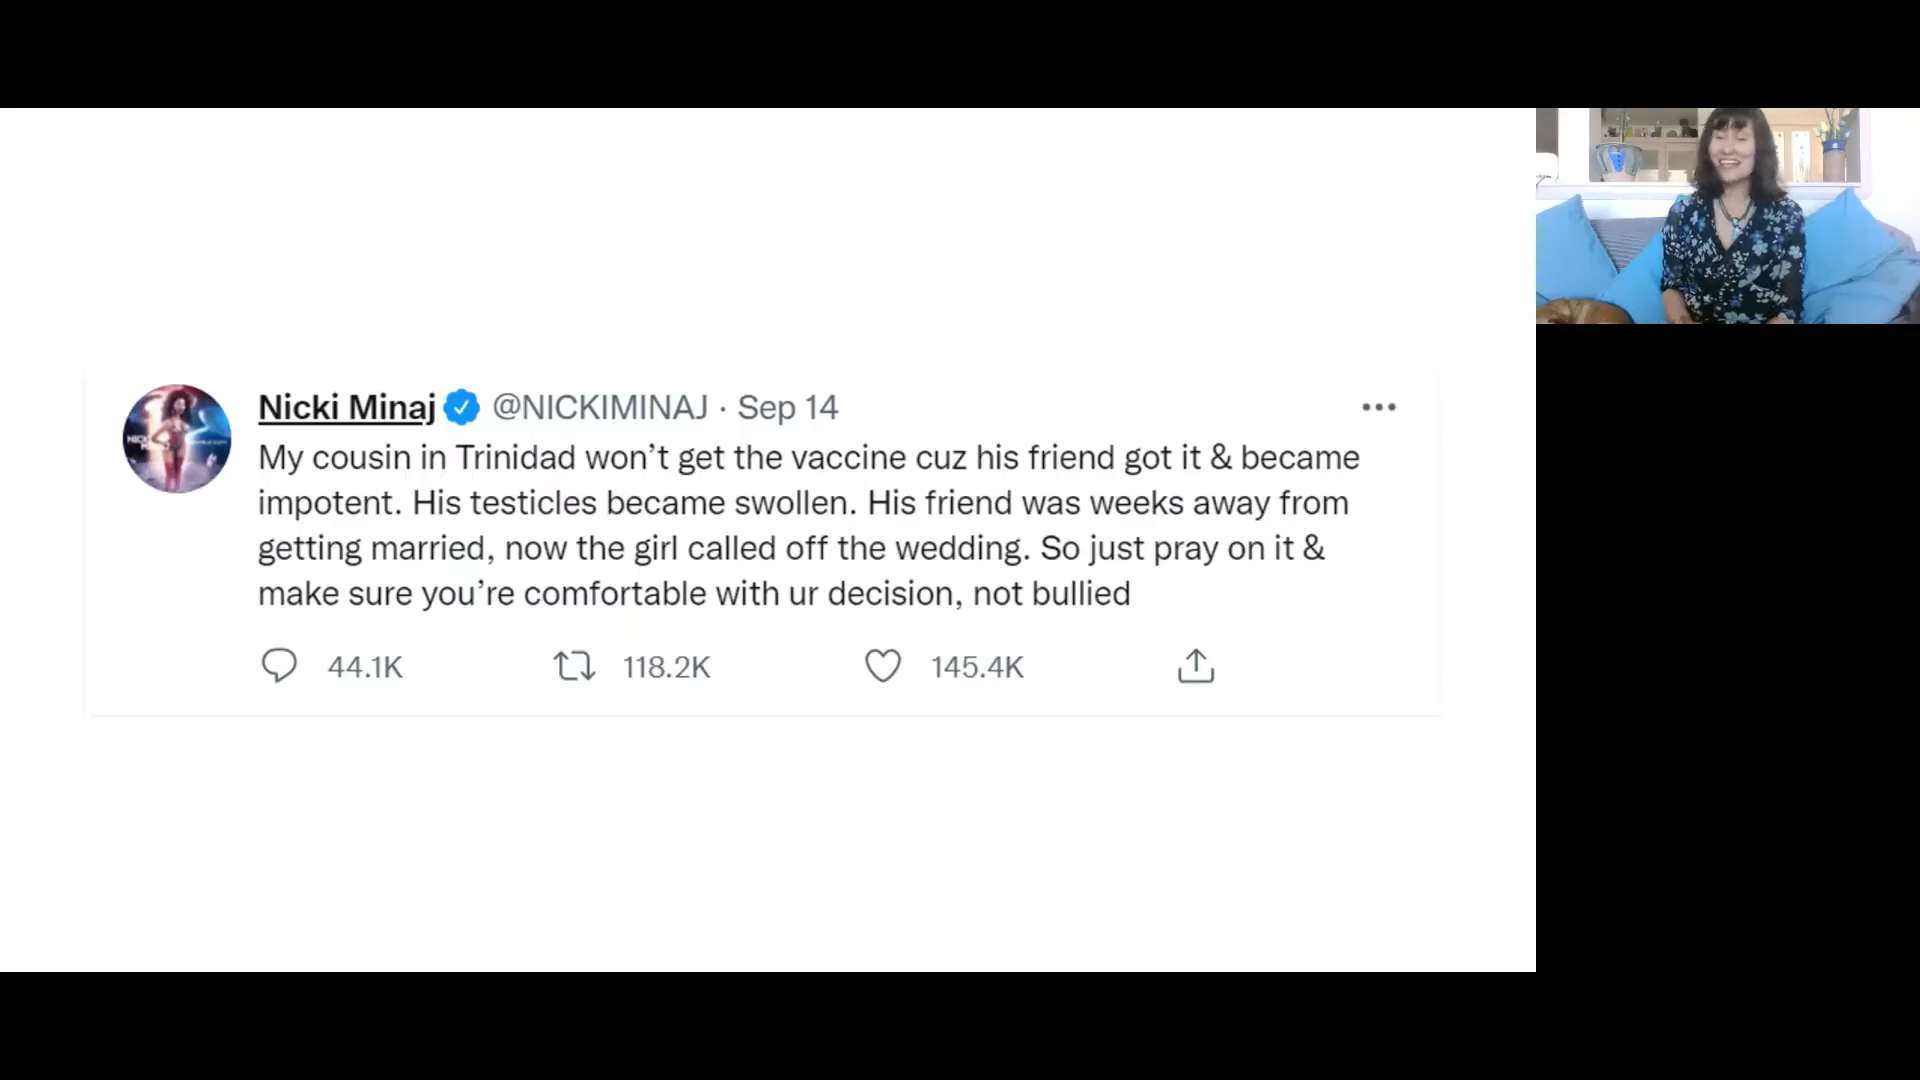 Nicki Minaj @NICKIMINAJ · Sep 14
My cousin in Trinidad won’t get the vaccine cuz his friend got it & became
impotent. His testicles became swollen. His friend was weeks away from
getting married, now the girl called off the wedding. So just pray on it &
make sure you’re comfortable with ur decision, not bullied
44.1K 118.2K 145.4K